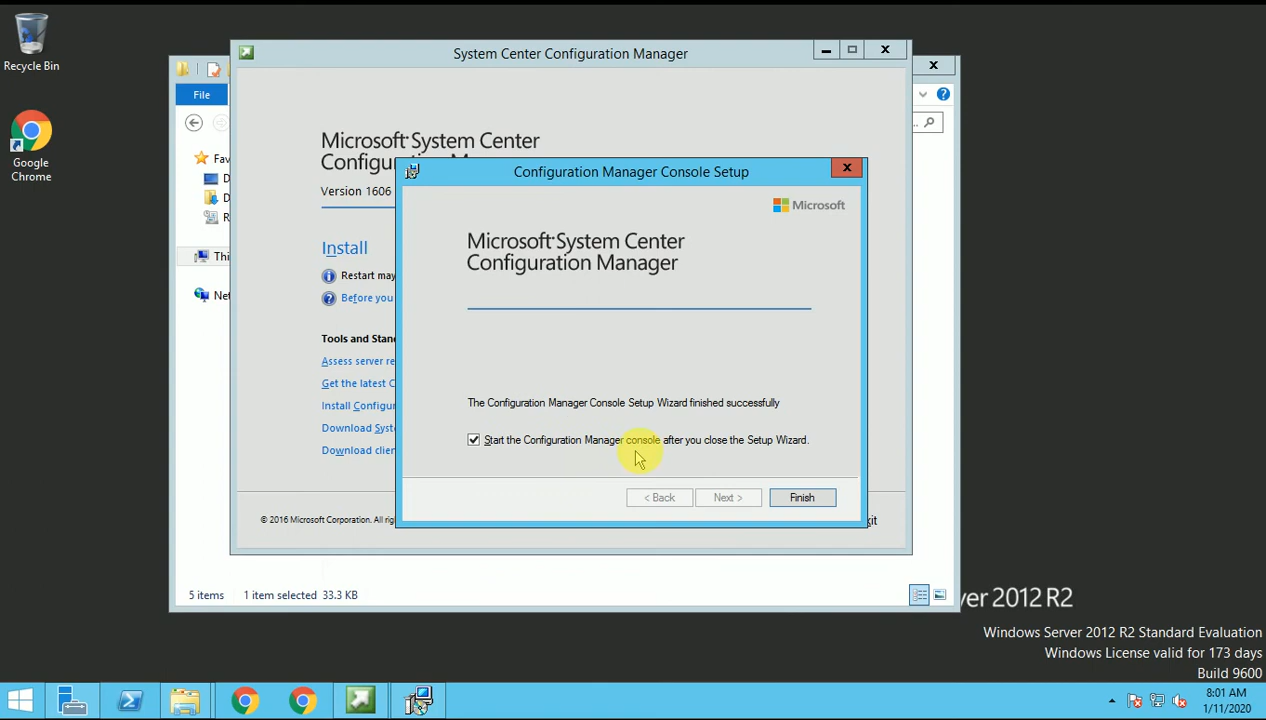 Recycle Bin
Google
Chrome
System Center Configuration Manager
File
Microsoft System Center
Version 1606
Install
Restart may
Before you
Tools and Stan
Assess server re
Get the latest C
Install Configur
Download Syst
Download clien
© 2016 Microsoft Corporation. All rig
Fav
D
D
R
Thi
Net
Configuration Manager Console Setup
Microsoft
Microsoft System Center
Configuration Manager
The Configuration Manager Console Setup Wizard finished successfully
Start the Configuration Manager console after you close the Setup Wizard.
< Back
Next >
Finish
5 items
1 item selected 33.3 KB
ver 2012 R2
Windows Server 2012 R2 Standard Evaluation
Windows License valid for 173 days
Build 9600
8:01 AM
1/11/2020